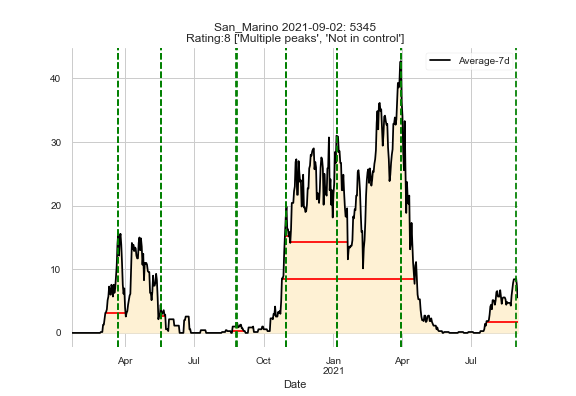 San_Marino 2021-09-02: 5345
Rating:8 ['Multiple peaks', 'Not in control']
Average-7d
40
30
20
10
0
Apr
Jul
Oct
Jan
2021
Apr
Jul
Date